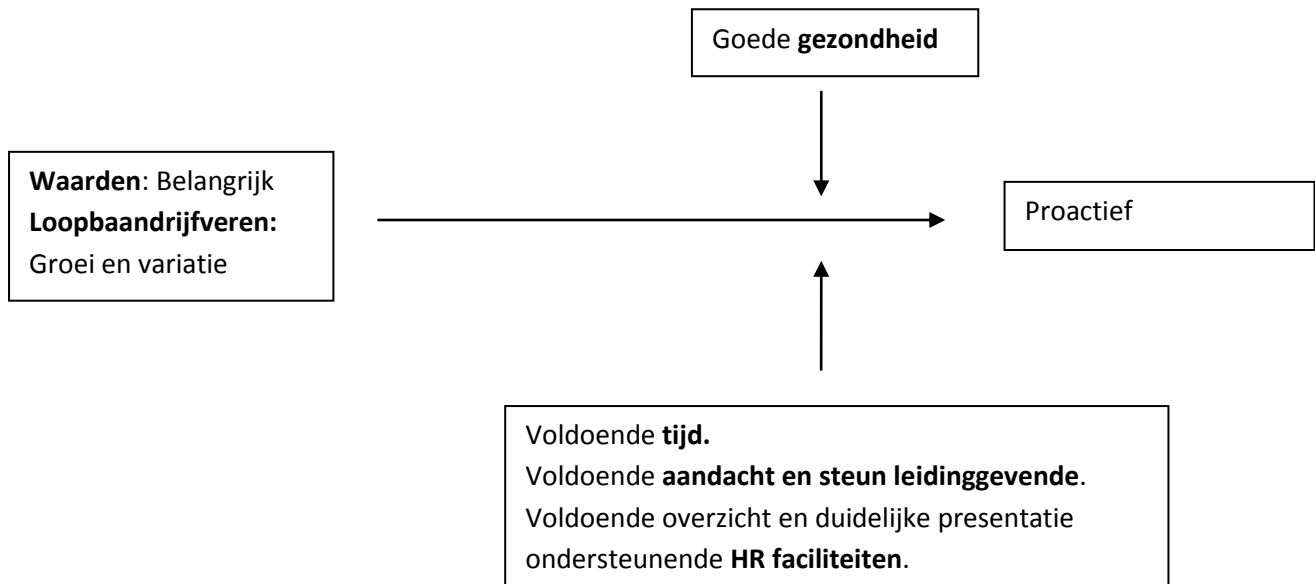 Goede gezondheid
Waarden: Belangrijk
Loopbaandrijfveren:
Groei en variatie
Proactief
Voldoende tijd.
Voldoende aandacht en steun leidinggevende.
Voldoende overzicht en duidelijke presentatie
ondersteunende HR faciliteiten.